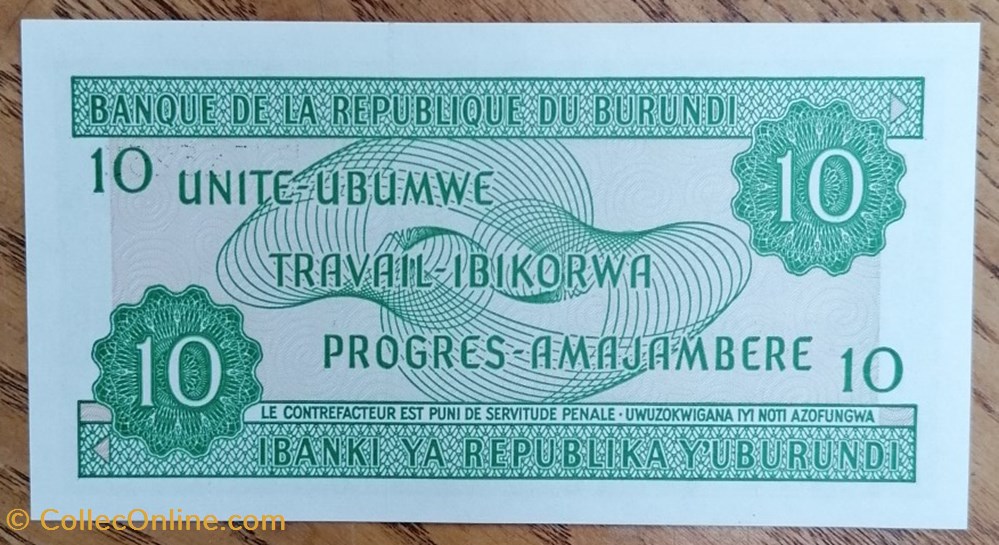 BANQUE DE LA REPUBLIQUE DU BURUNDI
10
10
UNITE-UBUMWE
TRAVAIL-IBIKORWA
PROGRES-AMAJAMBERE
10
10
LE CONTREFACTEUR EST PUNI DE SERVITUDE PENALE · UWUZOKWIGANA IYI NOTI AZOFUNGWA
IBANKI YA REPUBLIKA Y'UBURUNDI
© CollecOnline.com